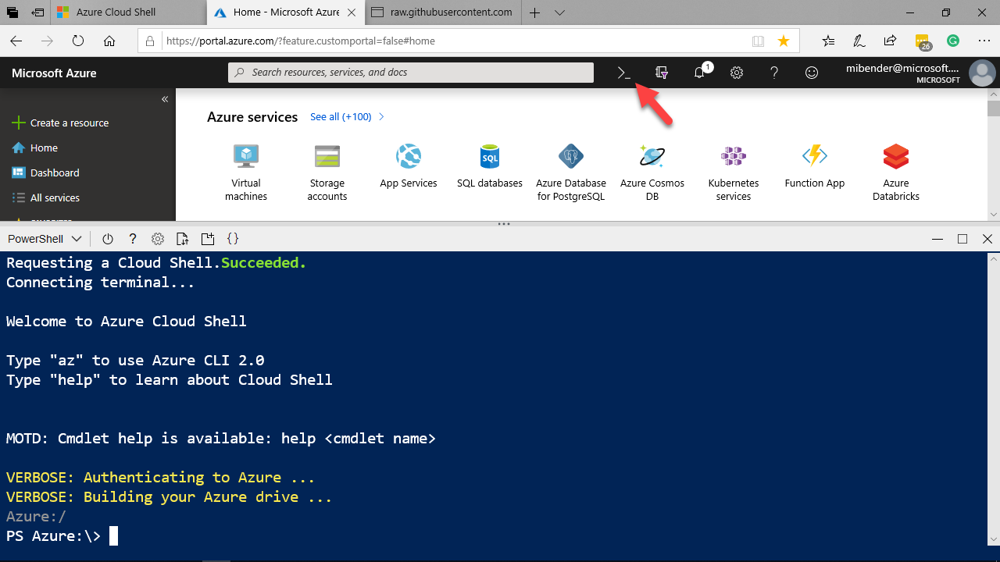 Azure Cloud Shell
Home - Microsoft Azure
raw.githubusercontent.com
https://portal.azure.com/?feature.customportal=false#home
26
Microsoft Azure
Search resources, services, and docs
1
mibender@microsoft....
MICROSOFT
Create a resource
Home
Dashboard
All services
Azure services
See all (+100)
Virtual machines
Storage accounts
App Services
SQL
SQL databases
Azure Database for PostgreSQL
Azure Cosmos DB
Kubernetes services
Function App
Azure Databricks
PowerShell
Requesting a Cloud Shell.Succeeded.
Connecting terminal...
Welcome to Azure Cloud Shell
Type "az" to use Azure CLI 2.0
Type "help" to learn about Cloud Shell
MOTD: Cmdlet help is available: help <cmdlet name>
VERBOSE: Authenticating to Azure ...
VERBOSE: Building your Azure drive ...
Azure:/
PS Azure:\>